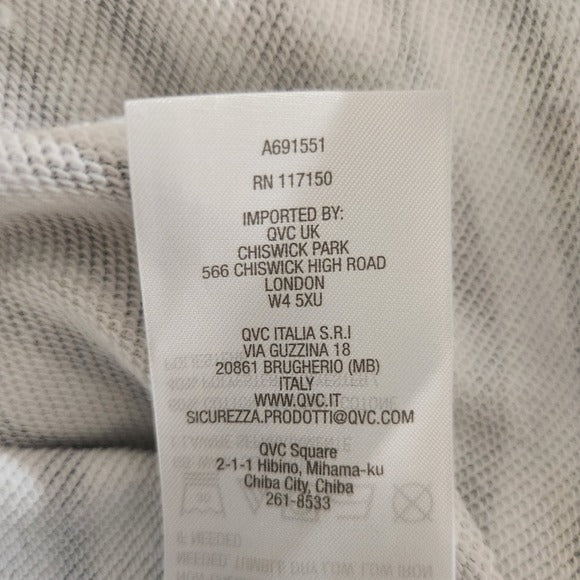 A691551
RN 117150
IMPORTED BY:
QVC UK
CHISWICK PARK
566 CHISWICK HIGH ROAD
LONDON
W4 5XU
QVC ITALIA S.R.I
VIA GUZZINA 18
20861 BRUGHERIO (MB)
ITALY
WWW.QVC.IT
SICUREZZA.PRODOTTI@QVC.COM
QVC Square
2-1-1 Hibino, Mihama-ku
Chiba City, Chiba
261-8533